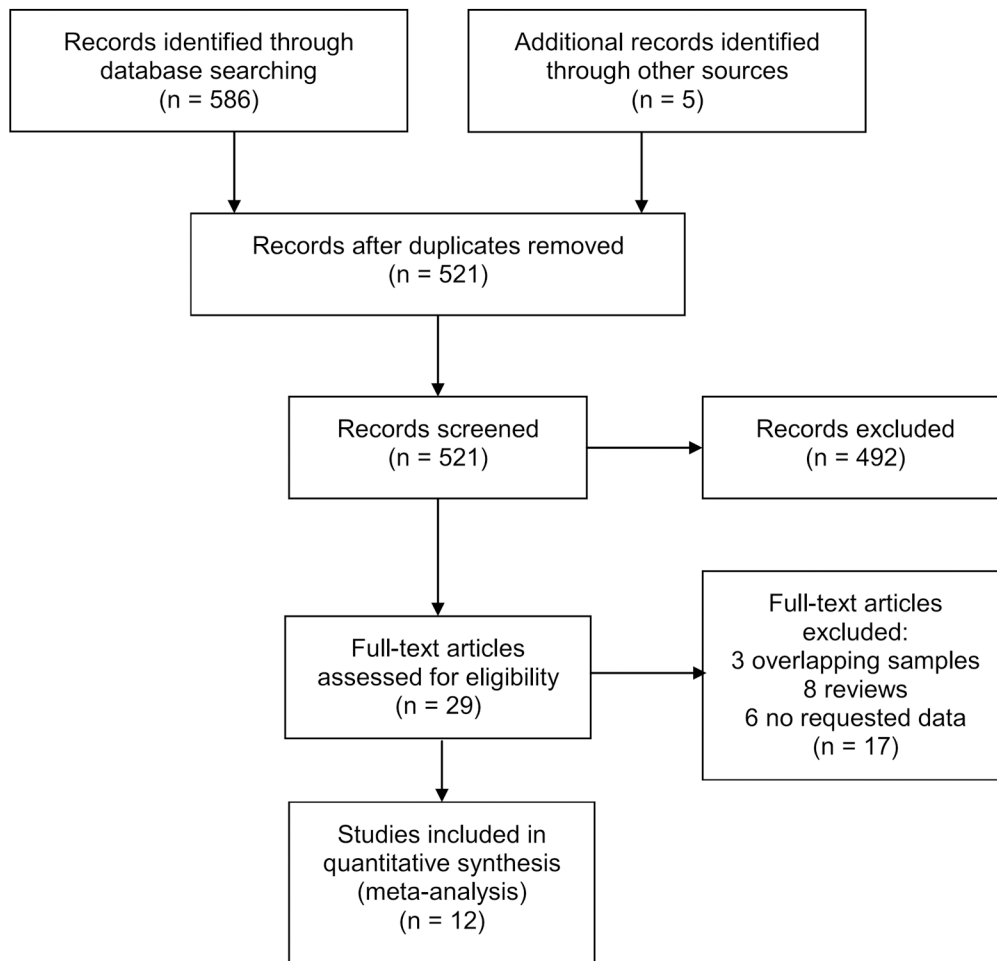 Records identified through
database searching
(n = 586)
Additional records identified
through other sources
(n = 5)
Records after duplicates removed
(n = 521)
Records screened
(n = 521)
Records excluded
(n = 492)
Full-text articles
assessed for eligibility
(n = 29)
Full-text articles
excluded:
3 overlapping samples
8 reviews
6 no requested data
(n = 17)
Studies included in
quantitative synthesis
(meta-analysis)
(n = 12)